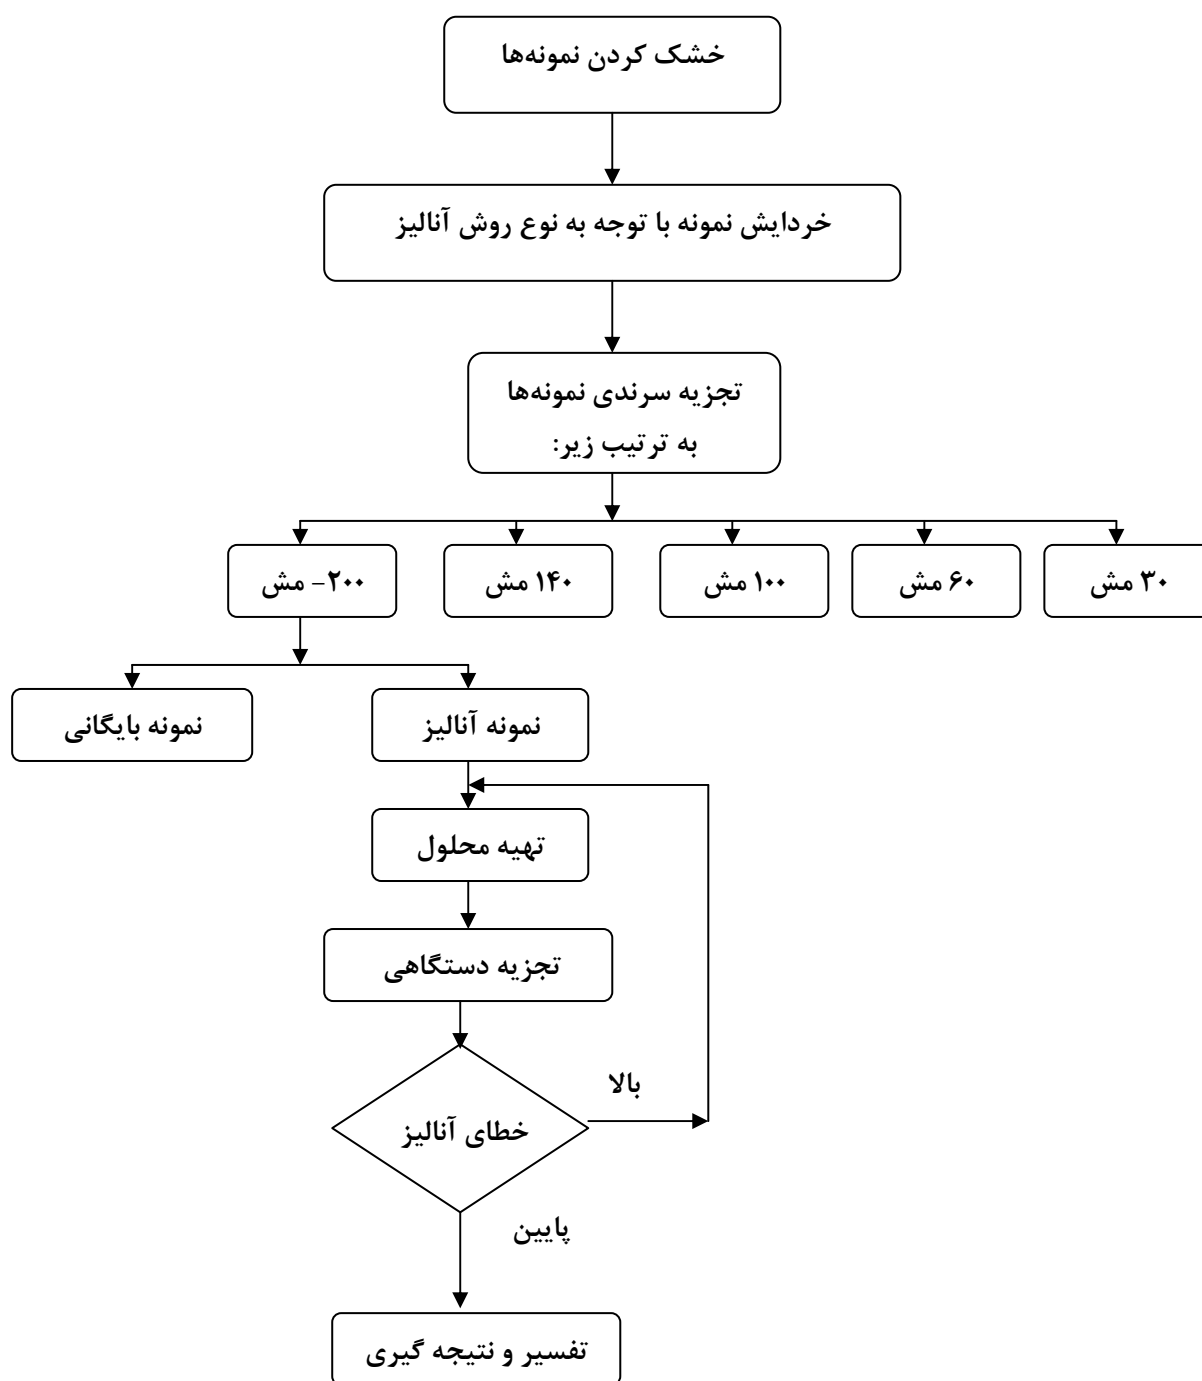 خشک کردن نمونه‌ها
خردایش نمونه با توجه به نوع روش آنالیز
تجزیه سرندی نمونه‌ها
به ترتیب زیر:
۳۰ مش
۶۰ مش
۱۰۰ مش
۱۴۰ مش
۲۰۰- مش
نمونه آنالیز
نمونه بایگانی
تهیه محلول
تجزیه دستگاهی
بالا
خطای آنالیز
پایین
تفسیر و نتیجه گیری